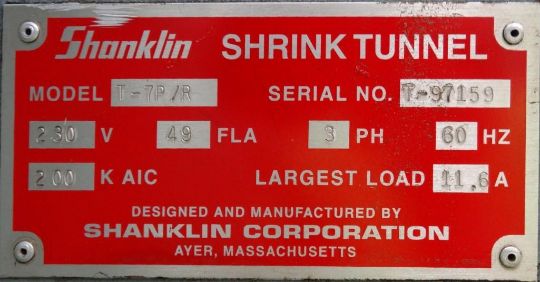 Shanklin SHRINK TUNNEL
MODEL T-7P/R SERIAL NO. T-97159
230 V 49 FLA 3 PH 60 HZ
200 K AIC LARGEST LOAD 11.6 A
DESIGNED AND MANUFACTURED BY
SHANKLIN CORPORATION
AYER, MASSACHUSETTS